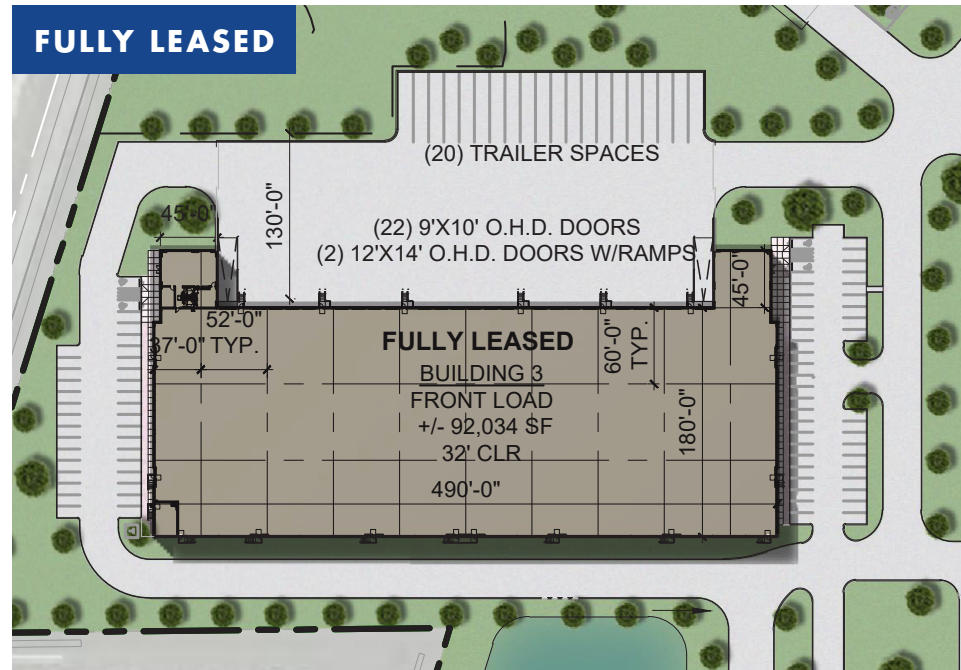 FULLY LEASED
(20) TRAILER SPACES
45'-0"
130'-0"
(22) 9'X10' O.H.D. DOORS
(2) 12'X14' O.H.D. DOORS W/RAMPS
45'-0"
52'-0"
37'-0" TYP.
FULLY LEASED
BUILDING 3
FRONT LOAD
+/- 92,034 SF
32' CLR
60'-0"
TYP.
180'-0"
490'-0"